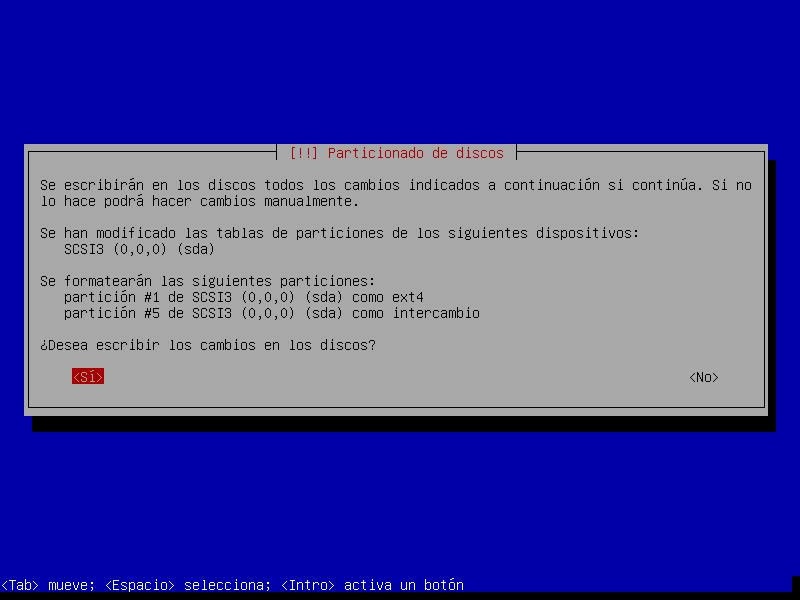 [!!] Particionado de discos
Se escribirán en los discos todos los cambios indicados a continuación si continúa. Si no
lo hace podrá hacer cambios manualmente.
Se han modificado las tablas de particiones de los siguientes dispositivos:
SCSI3 (0,0,0) (sda)
Se formatearán las siguientes particiones:
partición #1 de SCSI3 (0,0,0) (sda) como ext4
partición #5 de SCSI3 (0,0,0) (sda) como intercambio
¿Desea escribir los cambios en los discos?
<Sí> <No>
<Tab> mueve; <Espacio> selecciona; <Intro> activa un botón